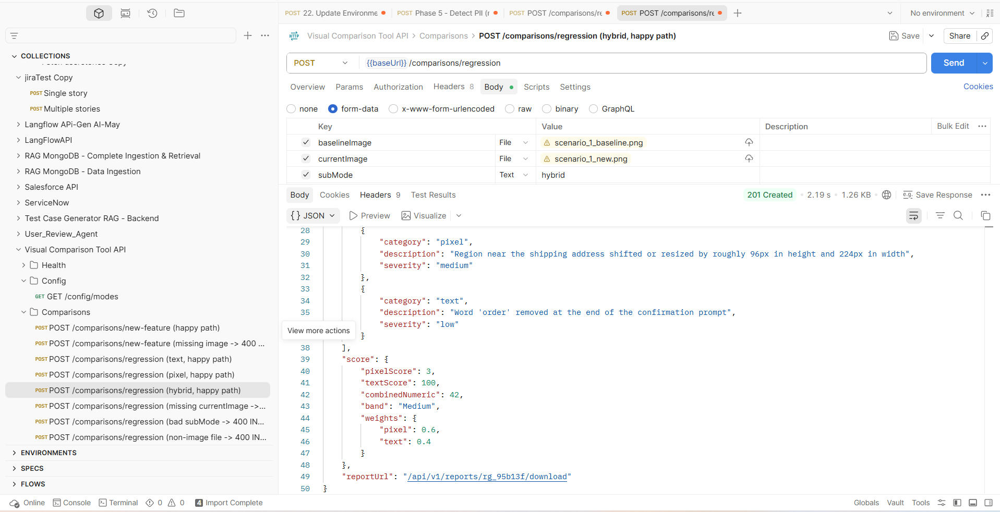 POST 22. Update Environme
POST Phase 5 - Detect PII (r
POST POST /comparisons/re
POST POST /comparisons/re
No environment
COLLECTIONS
jiraTest Copy
POST Single story
POST Multiple stories
Langflow APi-Gen AI-May
LangFlowAPI
RAG MongoDB - Complete Ingestion & Retrieval
RAG MongoDB - Data Ingestion
Salesforce API
ServiceNow
Test Case Generator RAG - Backend
User_Review_Agent
Visual Comparison Tool API
Health
Config
GET GET /config/modes
Comparisons
POST POST /comparisons/new-feature (happy path)
POST POST /comparisons/new-feature (missing image -> 400 ...
POST POST /comparisons/regression (text, happy path)
POST POST /comparisons/regression (pixel, happy path)
POST POST /comparisons/regression (hybrid, happy path)
POST POST /comparisons/regression (missing currentImage ->...
POST POST /comparisons/regression (bad subMode -> 400 IN...
POST POST /comparisons/regression (non-image file -> 400 IN...
ENVIRONMENTS
SPECS
FLOWS
HTTP Visual Comparison Tool API > Comparisons > POST /comparisons/regression (hybrid, happy path)
Save
Share
POST {{baseUrl}} /comparisons/regression
Send
Overview Params Authorization Headers 8 Body Scripts Settings
Cookies
none form-data x-www-form-urlencoded raw binary GraphQL
Key Value Description Bulk Edit
baselineImage File scenario_1_baseline.png
currentImage File scenario_1_new.png
subMode Text hybrid
Body Cookies Headers 9 Test Results
201 Created • 2.19 s • 1.26 KB e.g. Save Response
{ } JSON Preview Visualize
28 {
29 "category": "pixel",
30 "description": "Region near the shipping address shifted or resized by roughly 96px in height and 224px in width",
31 "severity": "medium"
32 },
33 {
34 "category": "text",
35 "description": "Word 'order' removed at the end of the confirmation prompt",
"severity": "low"
View more actions
}
38 ],
39 "score": {
40 "pixelScore": 3,
41 "textScore": 100,
42 "combinedNumeric": 42,
43 "band": "Medium",
44 "weights": {
45 "pixel": 0.6,
46 "text": 0.4
47 }
48 },
49 "reportUrl": "/api/v1/reports/rg_95b13f/download"
50 }
Online Console Terminal 0 0 4 Import Complete
Globals Vault Tools